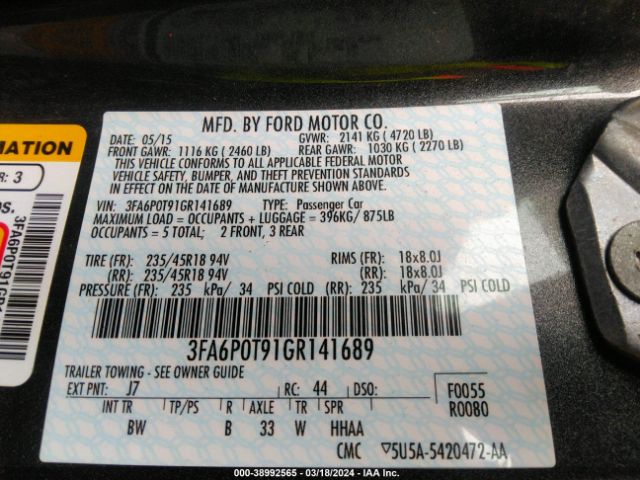 MFD. BY FORD MOTOR CO.
DATE: 05/15 GVWR: 2141 KG ( 4720 LB)
FRONT GAWR: 1116 KG ( 2460 LB) REAR GAWR: 1030 KG ( 2270 LB)
THIS VEHICLE CONFORMS TO ALL APPLICABLE FEDERAL MOTOR
VEHICLE SAFETY, BUMPER, AND THEFT PREVENTION STANDARDS IN EFFECT ON THE
DATE OF MANUFACTURE SHOWN ABOVE.
VIN: 3FA6P0T91GR141689 TYPE: Passenger Car
MAXIMUM LOAD = OCCUPANTS + LUGGAGE = 396KG/ 875LB
OCCUPANTS = 5 TOTAL; 2 FRONT, 3 REAR
TIRE (FR): 235/45R18 94V RIMS (FR): 18x8.0J
(RR): 235/45R18 94V (RR): 18x8.0J
PRESSURE (FR): 235 kPa/ 34 PSI COLD (RR): 235 kPa/ 34 PSI COLD
3FA6P0T91GR141689
TRAILER TOWING - SEE OWNER GUIDE
EXT PNT: J7 RC: 44 DSO: F0055
R0080
INT TR TP/PS R AXLE TR SPR
BW B 33 W HHAA
CMC ▽5U5A-5420472-AA
MATION
R: 3
000 - 38992565 - 03/18/2024 - IAA Inc.